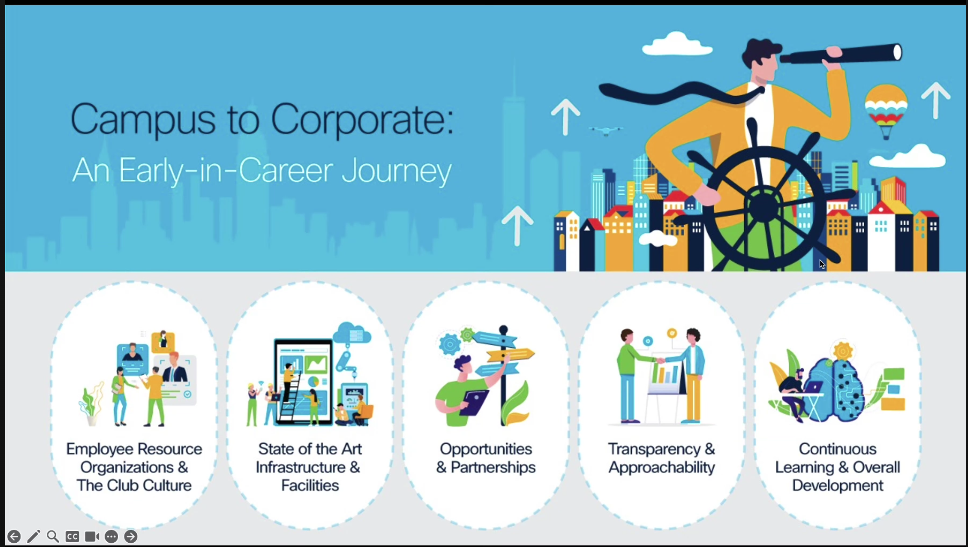 Campus to Corporate:
An Early-in-Career Journey
Employee Resource
Organizations &
The Club Culture
State of the Art
Infrastructure &
Facilities
Opportunities
& Partnerships
Transparency &
Approachability
Continuous
Learning & Overall
Development
CC